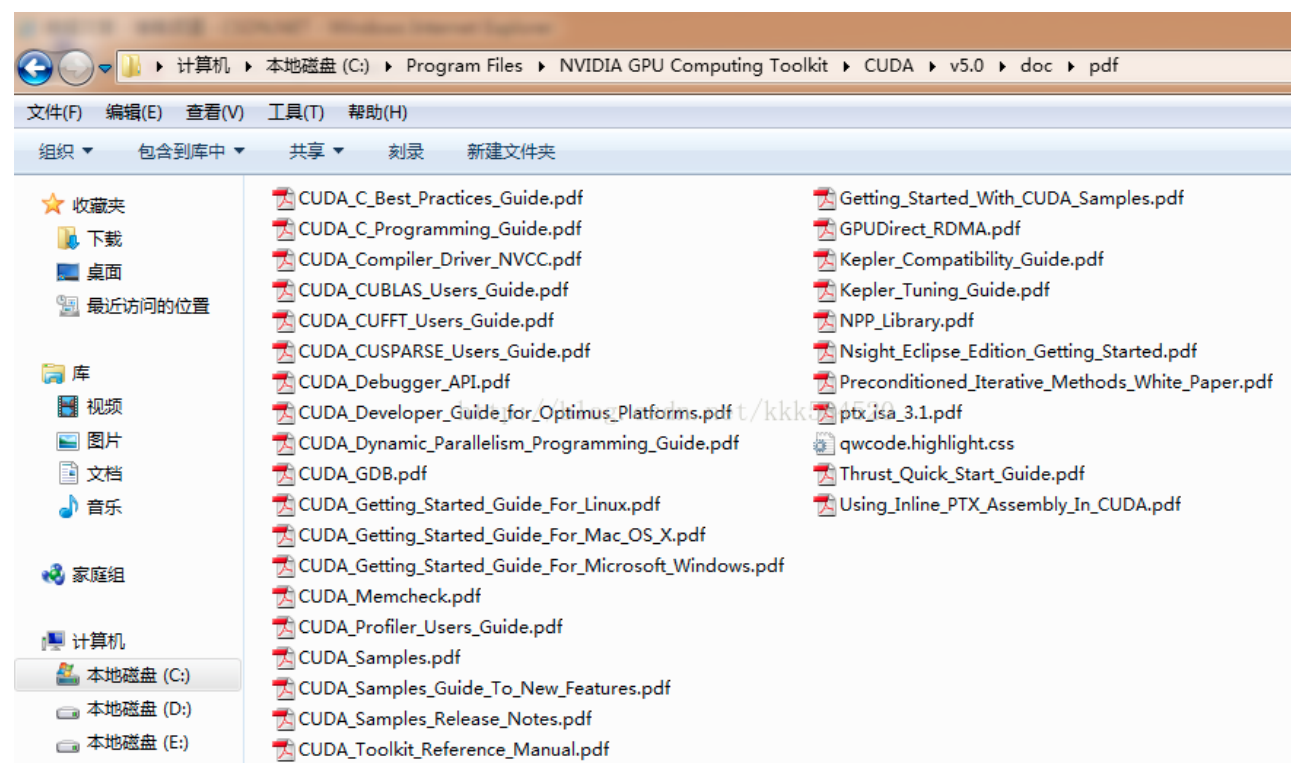 计算机 本地磁盘 (C:) Program Files NVIDIA GPU Computing Toolkit CUDA v5.0 doc pdf
文件(F) 编辑(E) 查看(V) 工具(T) 帮助(H)
组织 包含到库中 共享 刻录 新建文件夹
收藏夹
下载
桌面
最近访问的位置
库
视频
图片
文档
音乐
家庭组
计算机
本地磁盘 (C:)
本地磁盘 (D:)
本地磁盘 (E:)
CUDA_C_Best_Practices_Guide.pdf
CUDA_C_Programming_Guide.pdf
CUDA_Compiler_Driver_NVCC.pdf
CUDA_CUBLAS_Users_Guide.pdf
CUDA_CUFFT_Users_Guide.pdf
CUDA_CUSPARSE_Users_Guide.pdf
CUDA_Debugger_API.pdf
CUDA_Developer_Guide_for_Optimus_Platforms.pdf
CUDA_Dynamic_Parallelism_Programming_Guide.pdf
CUDA_GDB.pdf
CUDA_Getting_Started_Guide_For_Linux.pdf
CUDA_Getting_Started_Guide_For_Mac_OS_X.pdf
CUDA_Getting_Started_Guide_For_Microsoft_Windows.pdf
CUDA_Memcheck.pdf
CUDA_Profiler_Users_Guide.pdf
CUDA_Samples.pdf
CUDA_Samples_Guide_To_New_Features.pdf
CUDA_Samples_Release_Notes.pdf
CUDA_Toolkit_Reference_Manual.pdf
Getting_Started_With_CUDA_Samples.pdf
GPUDirect_RDMA.pdf
Kepler_Compatibility_Guide.pdf
Kepler_Tuning_Guide.pdf
NPP_Library.pdf
Nsight_Eclipse_Edition_Getting_Started.pdf
Preconditioned_Iterative_Methods_White_Paper.pdf
ptx_isa_3.1.pdf
qwcode.highlight.css
Thrust_Quick_Start_Guide.pdf
Using_Inline_PTX_Assembly_In_CUDA.pdf